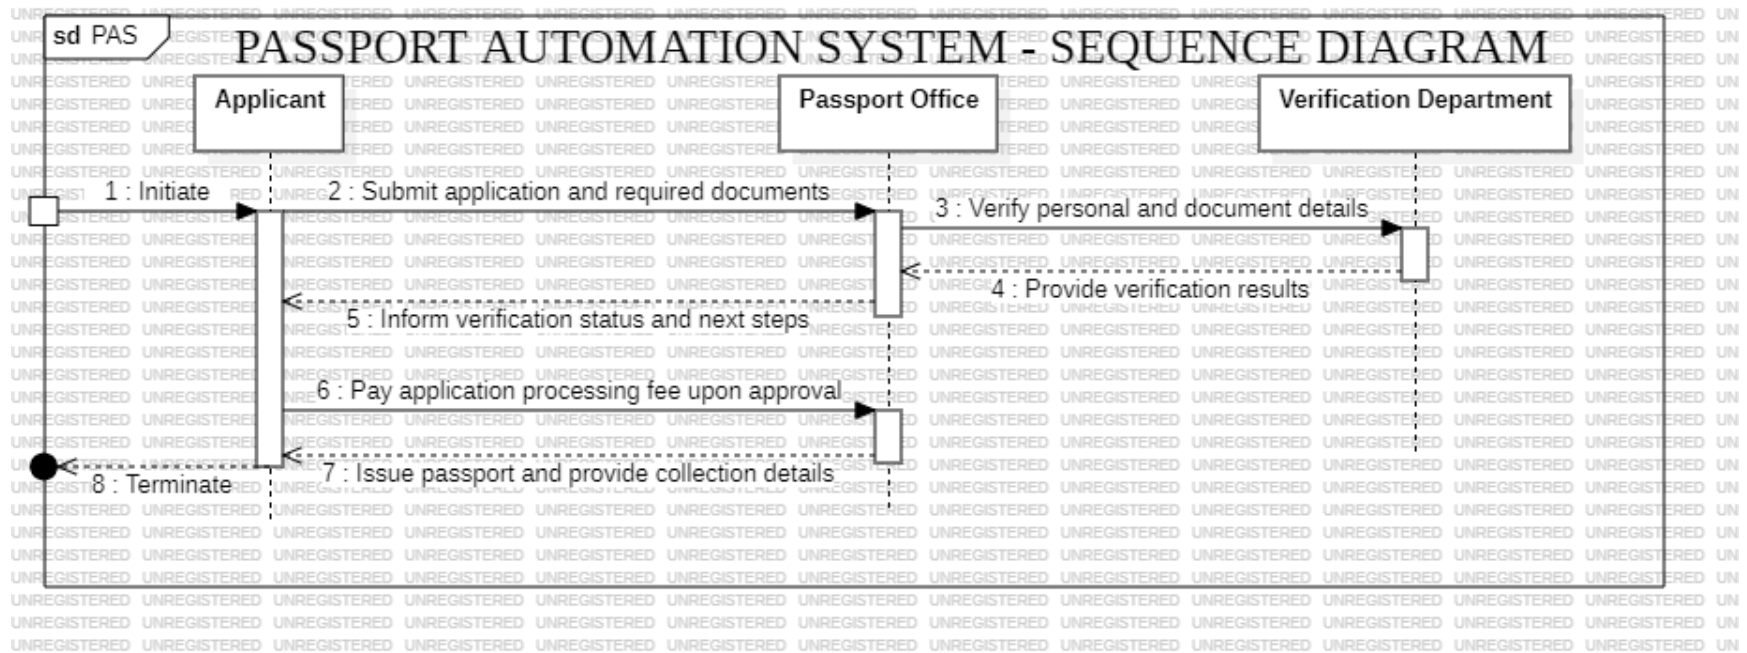 sd PAS
PASSPORT AUTOMATION SYSTEM - SEQUENCE DIAGRAM
Applicant
Passport Office
Verification Department
1 : Initiate
2 : Submit application and required documents
3 : Verify personal and document details
4 : Provide verification results
5 : Inform verification status and next steps
6 : Pay application processing fee upon approval
7 : Issue passport and provide collection details
8 : Terminate
UNREGISTERED